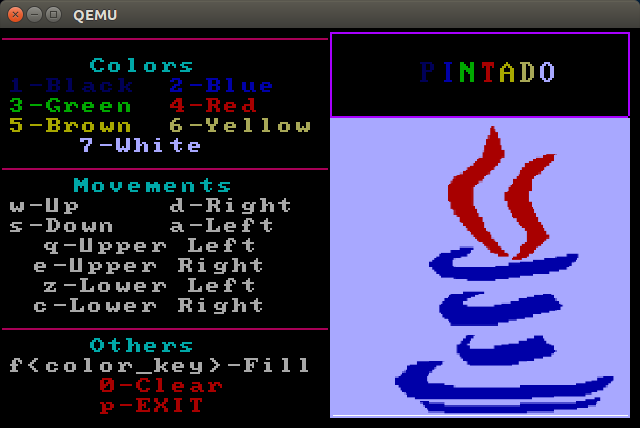 QEMU
Colors
1-Black 2-Blue
3-Green 4-Red
5-Brown 6-Yellow
7-White
Movements
w-Up d-Right
s-Down a-Left
q-Upper Left
e-Upper Right
z-Lower Left
c-Lower Right
Others
f<color_key>-Fill
0-Clear
p-EXIT
PINTADO